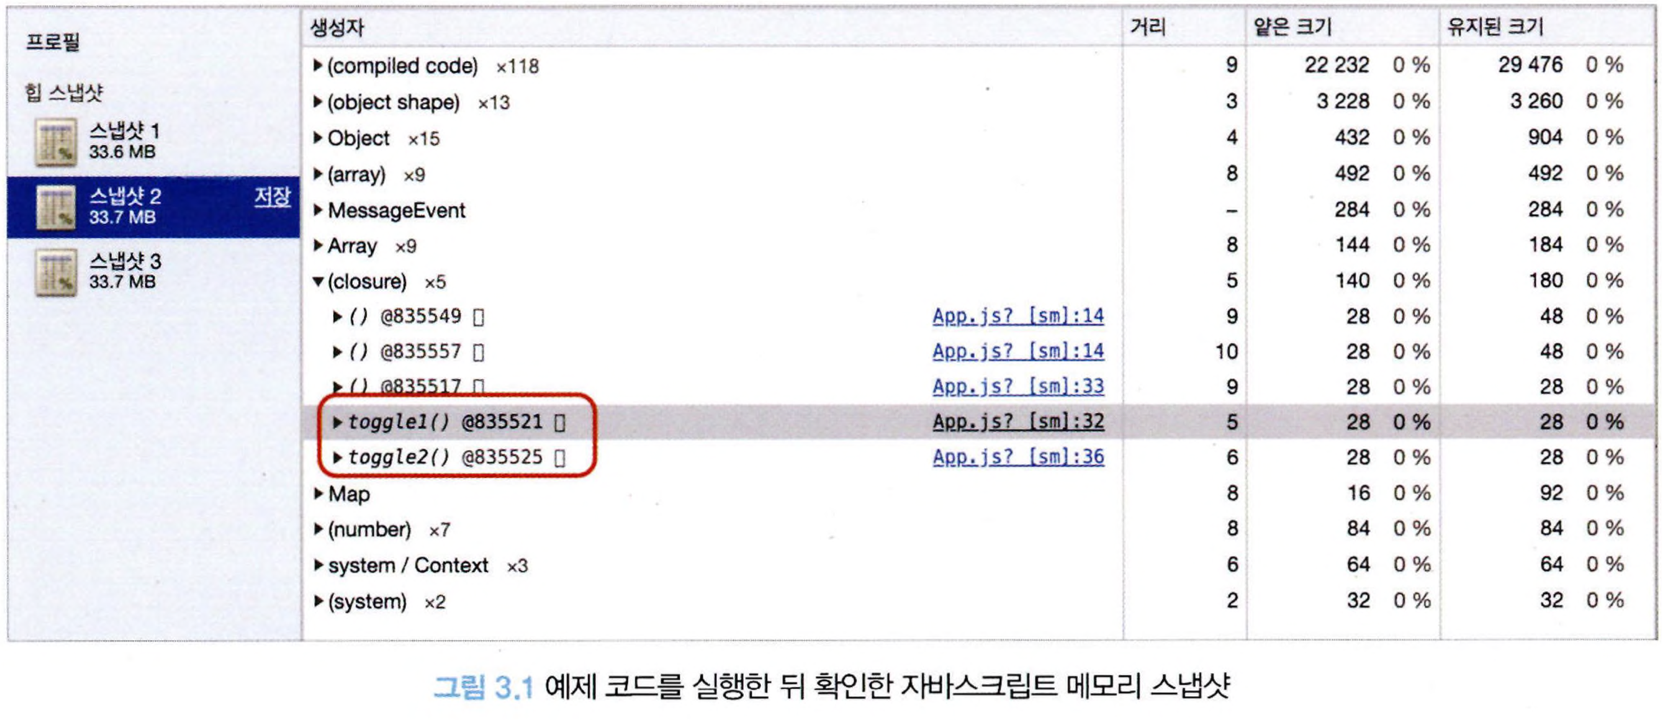 프로필
힙 스냅샷
스냅샷 1
33.6 MB
스냅샷 2 저장
33.7 MB
스냅샷 3
33.7 MB
생성자 거리 얕은 크기 유지된 크기
(compiled code) ×118 9 22 232 0 % 29 476 0 %
(object shape) ×13 3 3 228 0 % 3 260 0 %
Object ×15 4 432 0 % 904 0 %
(array) ×9 8 492 0 % 492 0 %
MessageEvent – 284 0 % 284 0 %
Array ×9 8 144 0 % 184 0 %
(closure) ×5 5 140 0 % 180 0 %
() @835549 App.js? [sm]:14 9 28 0 % 48 0 %
() @835557 App.js? [sm]:14 10 28 0 % 48 0 %
() @835517 App.js? [sm]:33 9 28 0 % 28 0 %
toggle1() @835521 App.js? [sm]:32 5 28 0 % 28 0 %
toggle2() @835525 App.js? [sm]:36 6 28 0 % 28 0 %
Map 8 16 0 % 92 0 %
(number) ×7 8 84 0 % 84 0 %
system / Context ×3 6 64 0 % 64 0 %
(system) ×2 2 32 0 % 32 0 %
그림 3.1 예제 코드를 실행한 뒤 확인한 자바스크립트 메모리 스냅샷